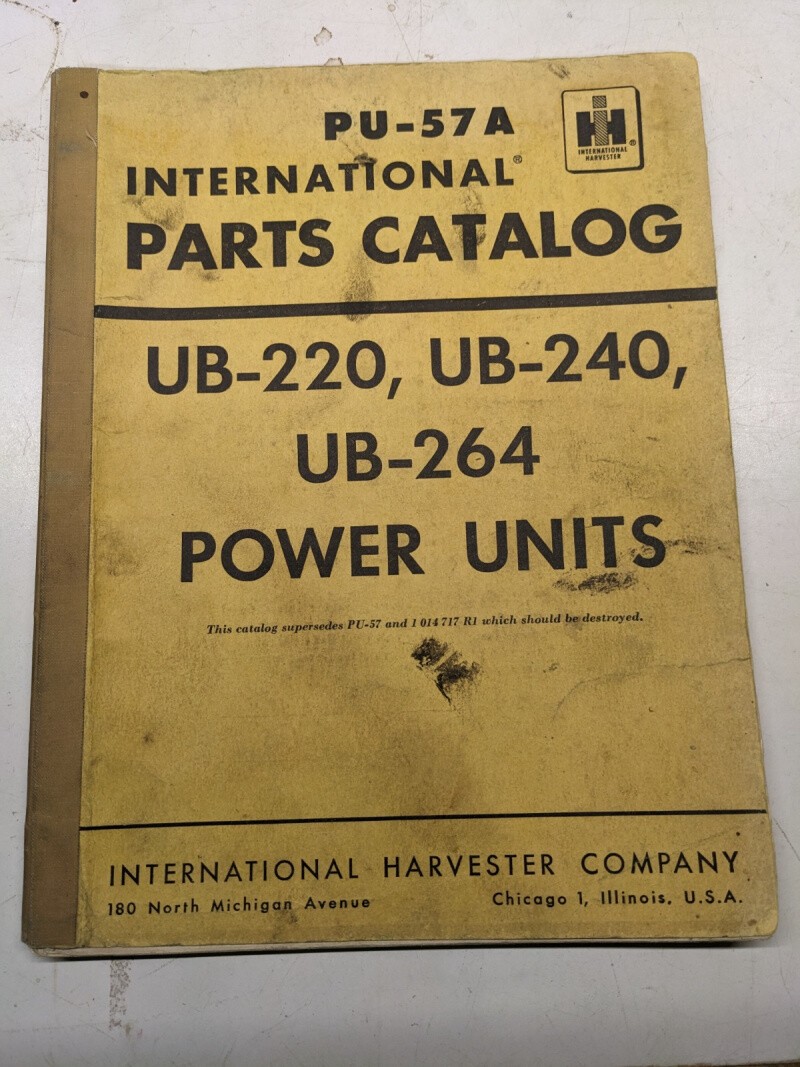 PU-57A
IH
INTERNATIONAL
HARVESTER
®
INTERNATIONAL®
PARTS CATALOG
UB-220, UB-240,
UB-264
POWER UNITS
This catalog supersedes PU-57 and 1 014 717 R1 which should be destroyed.
INTERNATIONAL HARVESTER COMPANY
180 North Michigan Avenue
Chicago 1, Illinois, U.S.A.